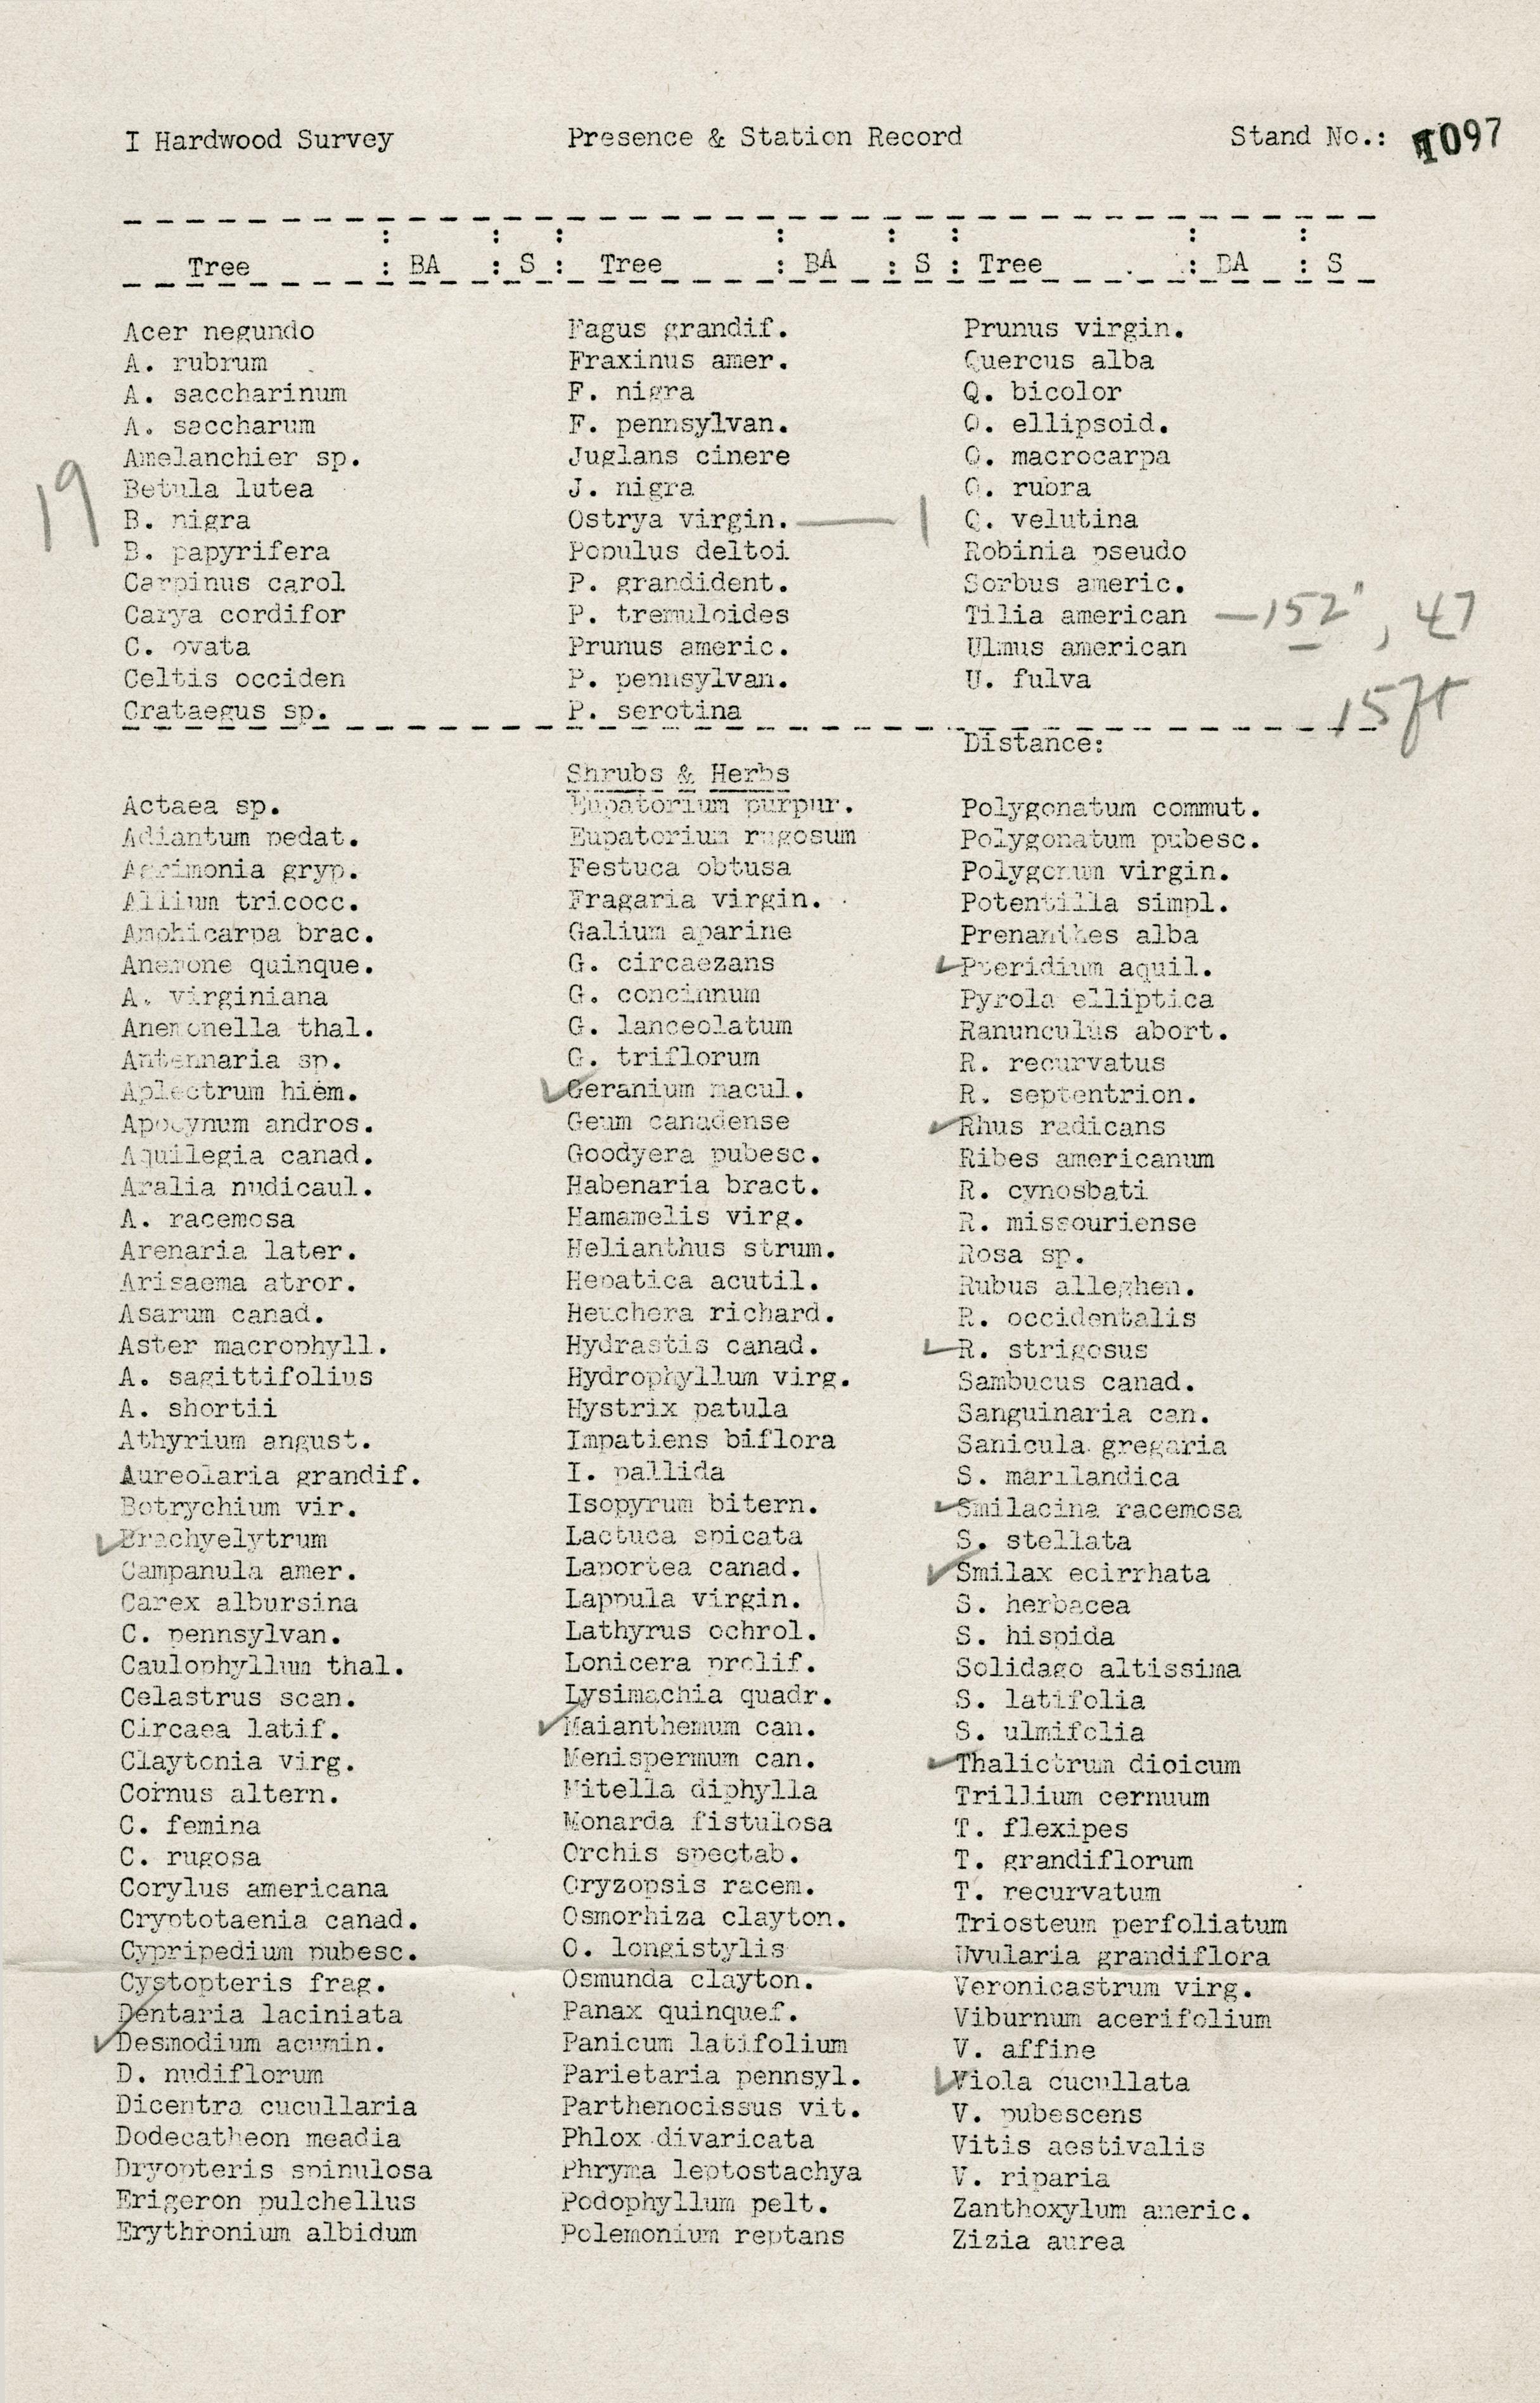 I Hardwood Survey Presence & Station Record Stand No.: 1097
Tree : BA : S : Tree : BA : S : Tree : BA : S
Acer negundo
A. rubrum
A. saccharinum
A. saccharum
Amelanchier sp.
Betula lutea
19
B. nigra
B. papyrifera
Carpinus carol
Carya cordifor
C. ovata
Celtis occiden
Crataegus sp.
Fagus grandif.
Fraxinus amer.
F. nigra
F. pennsylvan.
Juglans cinere
J. nigra
Ostrya virgin. — 1
Populus deltoi
P. grandident.
P. tremuloides
Prunus americ.
P. pennsylvan.
P. serotina
Prunus virgin.
Quercus alba
Q. bicolor
Q. ellipsoid.
Q. macrocarpa
Q. rubra
Q. velutina
Robinia pseudo
Sorbus americ.
Tilia american — 152", 47
Ulmus american
U. fulva
15ft
Distance:
Shrubs & Herbs
Actaea sp.
Adiantum pedat.
Agrimonia gryp.
Allium tricocc.
Amphicarpa brac.
Anemone quinque.
A. virginiana
Anemonella thal.
Antennaria sp.
Aplectrum hiem.
Apocynum andros.
Aquilegia canad.
Aralia nudicaul.
A. racemosa
Arenaria later.
Arisaema atror.
Asarum canad.
Aster macrophyll.
A. sagittifolius
A. shortii
Athyrium angust.
Aureolaria grandif.
Botrychium vir.
✓Brachyelytrum
Campanula amer.
Carex albursina
C. pennsylvan.
Caulophyllum thal.
Celastrus scan.
Circaea latif.
Claytonia virg.
Cornus altern.
C. femina
C. rugosa
Corylus americana
Cryptotaenia canad.
Cypripedium pubesc.
Cystopteris frag.
Dentaria laciniata
✓Desmodium acumin.
D. nudiflorum
Dicentra cucullaria
Dodecatheon meadia
Dryopteris spinulosa
Erigeron pulchellus
Erythronium albidum
Eupatorium purpur.
Eupatorium rugosum
Festuca obtusa
Fragaria virgin.
Galium aparine
G. circaezans
G. concinnum
G. lanceolatum
G. triflorum
✓Geranium macul.
Geum canadense
Goodyera pubesc.
Habenaria bract.
Hamamelis virg.
Helianthus strum.
Hepatica acutil.
Heuchera richard.
Hydrastis canad.
Hydrophyllum virg.
Hystrix patula
Impatiens biflora
I. pallida
Isopyrum bitern.
Lactuca spicata
Laportea canad.
Lappula virgin.
Lathyrus ochrol.
Lonicera prolif.
Lysimachia quadr.
✓Maianthemum can.
Menispermum can.
Mitella diphylla
Monarda fistulosa
Orchis spectab.
Oryzopsis racem.
Osmorhiza clayton.
O. longistylis
Osmunda clayton.
Panax quinquef.
Panicum latifolium
Parietaria pennsyl.
Parthenocissus vit.
Phlox divaricata
Phryma leptostachya
Podophyllum pelt.
Polemonium reptans
Polygonatum commut.
Polygonatum pubesc.
Polygonum virgin.
Potentilla simpl.
Prenanthes alba
✓Pteridium aquil.
Pyrola elliptica
Ranunculus abort.
R. recurvatus
R. septentrion.
✓Rhus radicans
Ribes americanum
R. cynosbati
R. missouriense
Rosa sp.
Rubus alleghen.
R. occidentalis
✓R. strigosus
Sambucus canad.
Sanguinaria can.
Sanicula gregaria
S. marilandica
✓Smilacina racemosa
S. stellata
✓Smilax ecirrhata
S. herbacea
S. hispida
Solidago altissima
S. latifolia
S. ulmifolia
✓Thalictrum dioicum
Trillium cernuum
T. flexipes
T. grandiflorum
T. recurvatum
Triosteum perfoliatum
Uvularia grandiflora
Veronicastrum virg.
Viburnum acerifolium
V. affine
✓Viola cucullata
V. pubescens
Vitis aestivalis
V. riparia
Zanthoxylum americ.
Zizia aurea